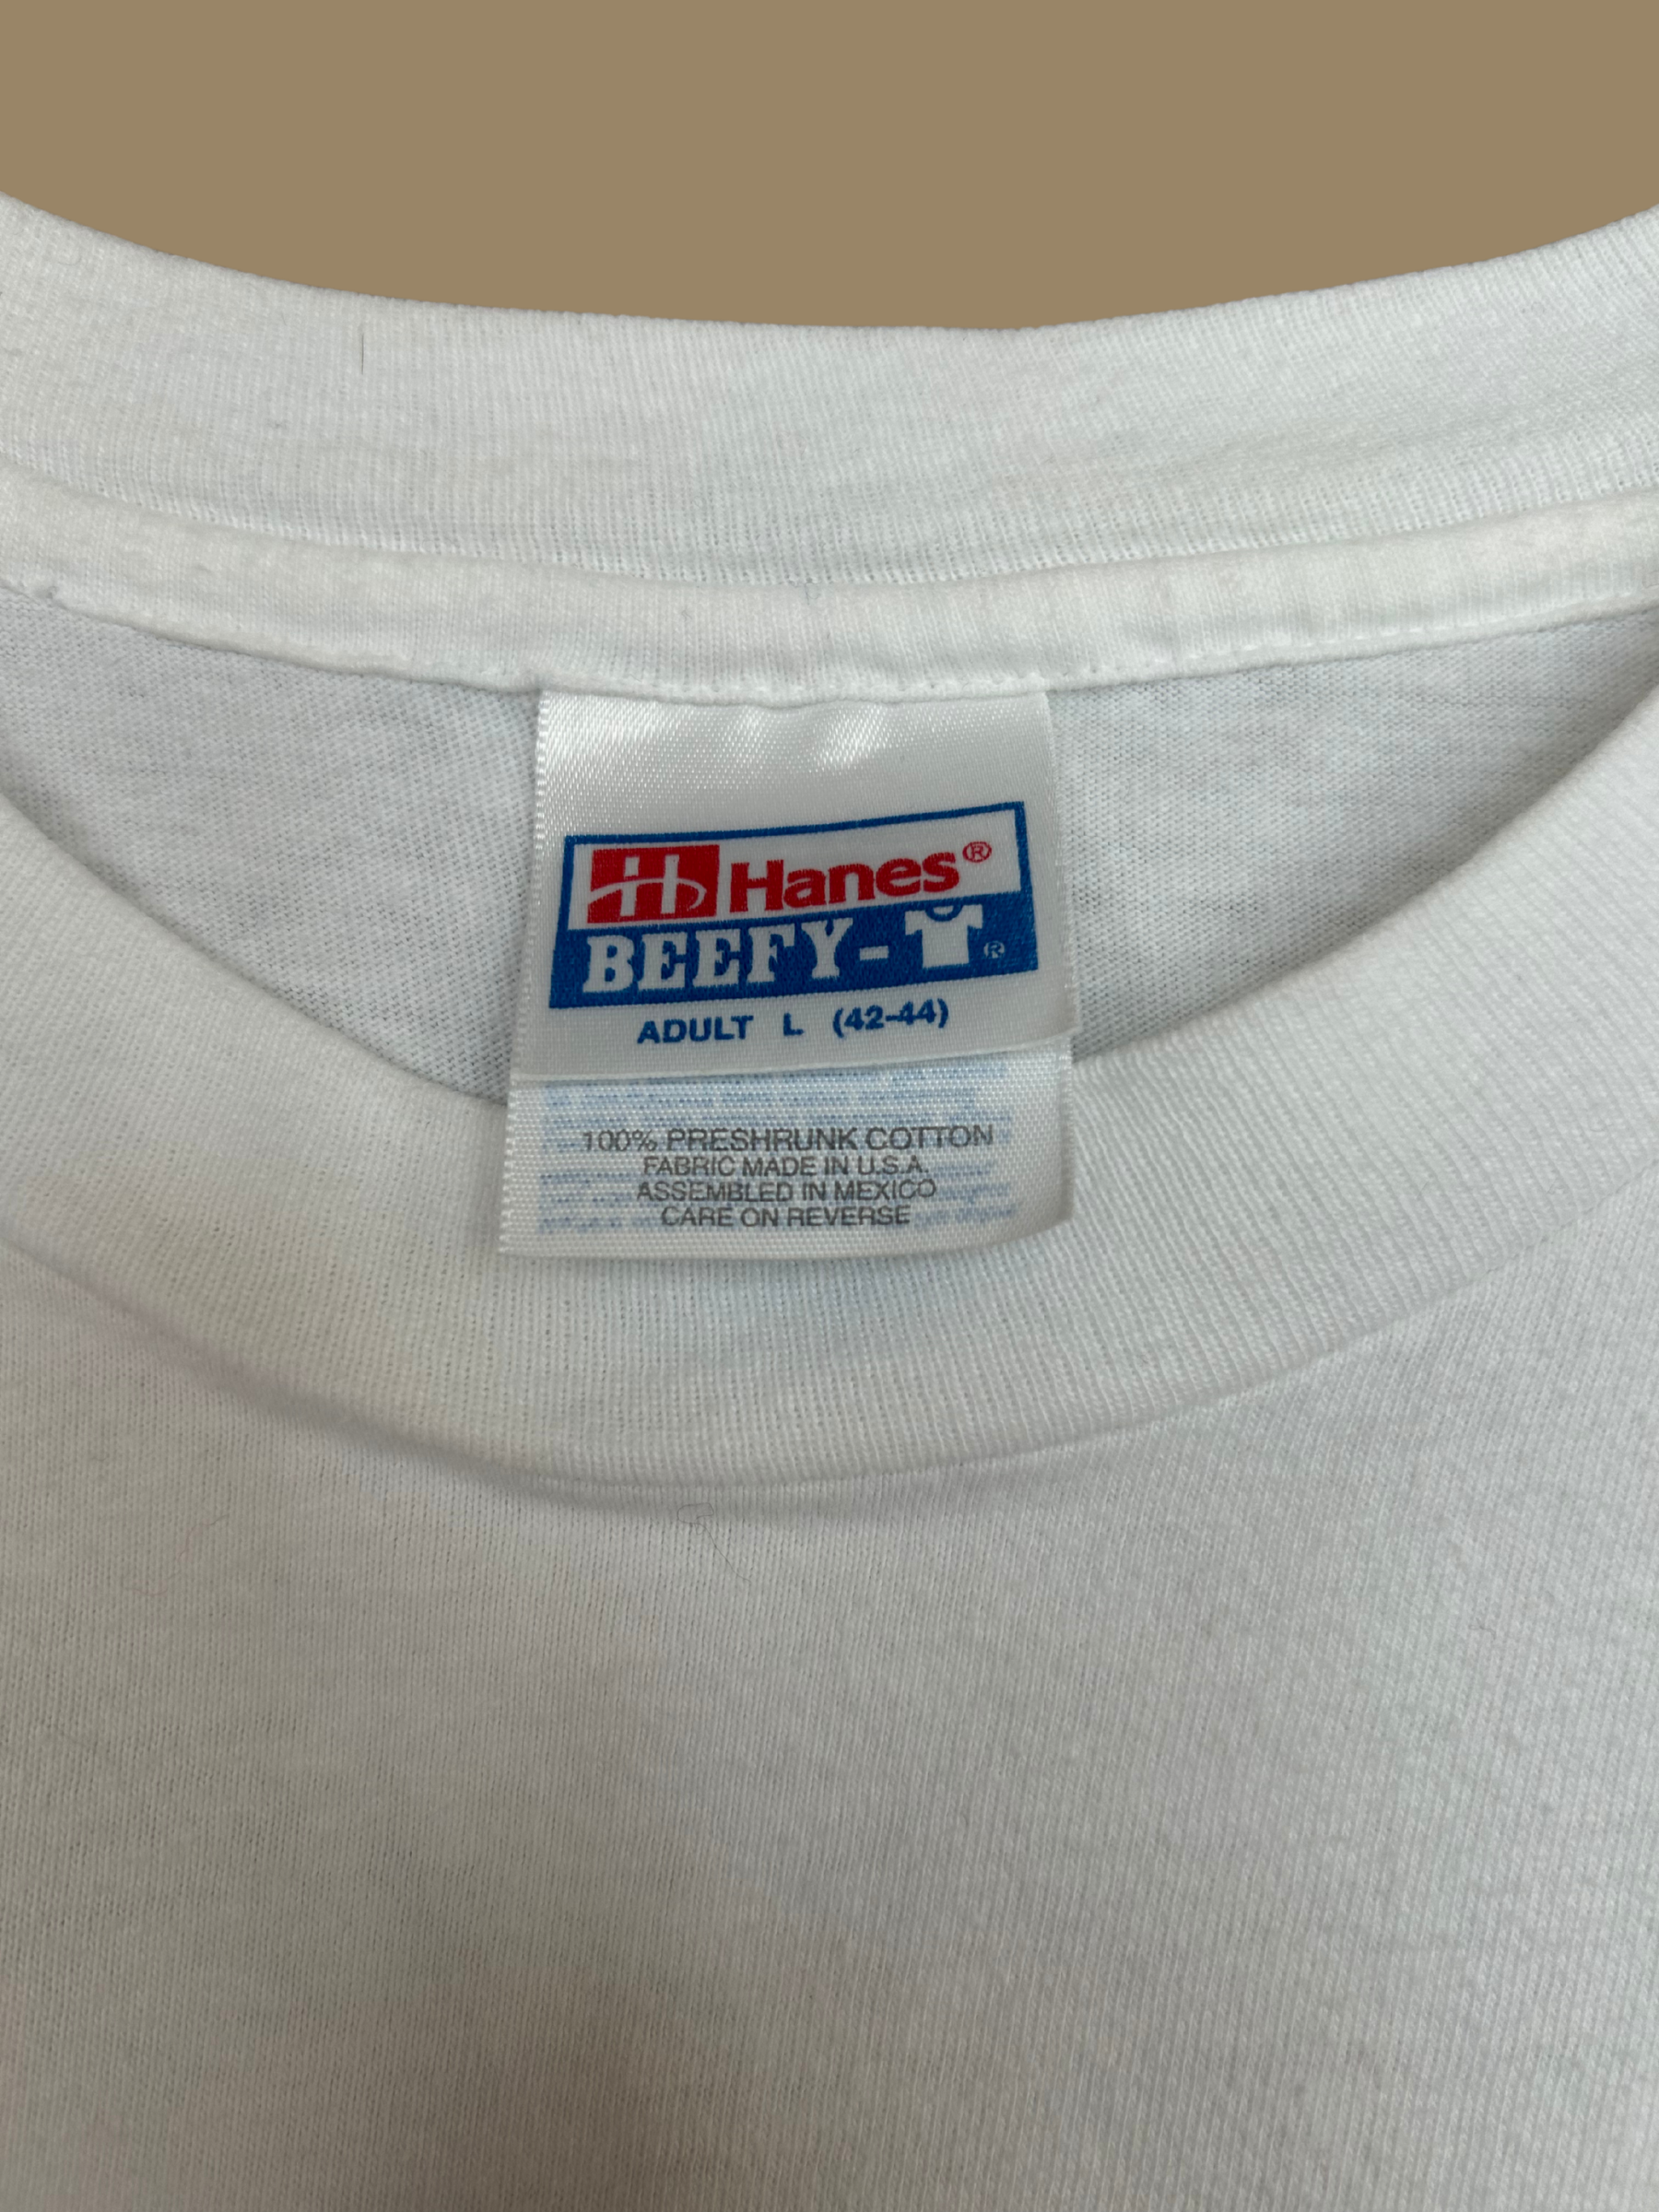 Hanes®
BEEFY-T®
ADULT L (42-44)
100% PRESHRUNK COTTON
FABRIC MADE IN U.S.A.
ASSEMBLED IN MEXICO
CARE ON REVERSE